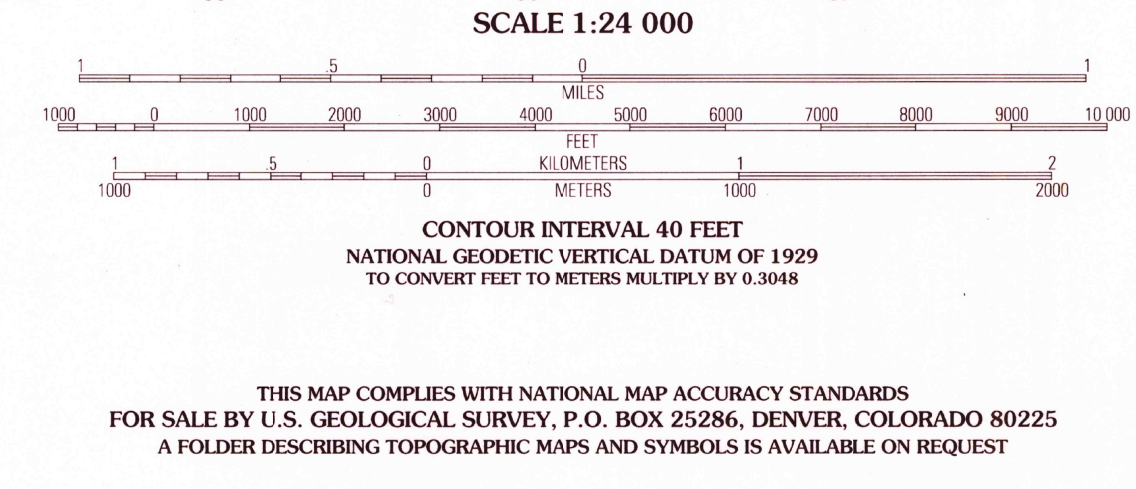 SCALE 1:24 000
1 .5 0 1
MILES
1000 0 1000 2000 3000 4000 5000 6000 7000 8000 9000 10 000
FEET
1 .5 0 KILOMETERS 1 2
1000 0 METERS 1000 2000
CONTOUR INTERVAL 40 FEET
NATIONAL GEODETIC VERTICAL DATUM OF 1929
TO CONVERT FEET TO METERS MULTIPLY BY 0.3048
THIS MAP COMPLIES WITH NATIONAL MAP ACCURACY STANDARDS
FOR SALE BY U.S. GEOLOGICAL SURVEY, P.O. BOX 25286, DENVER, COLORADO 80225
A FOLDER DESCRIBING TOPOGRAPHIC MAPS AND SYMBOLS IS AVAILABLE ON REQUEST